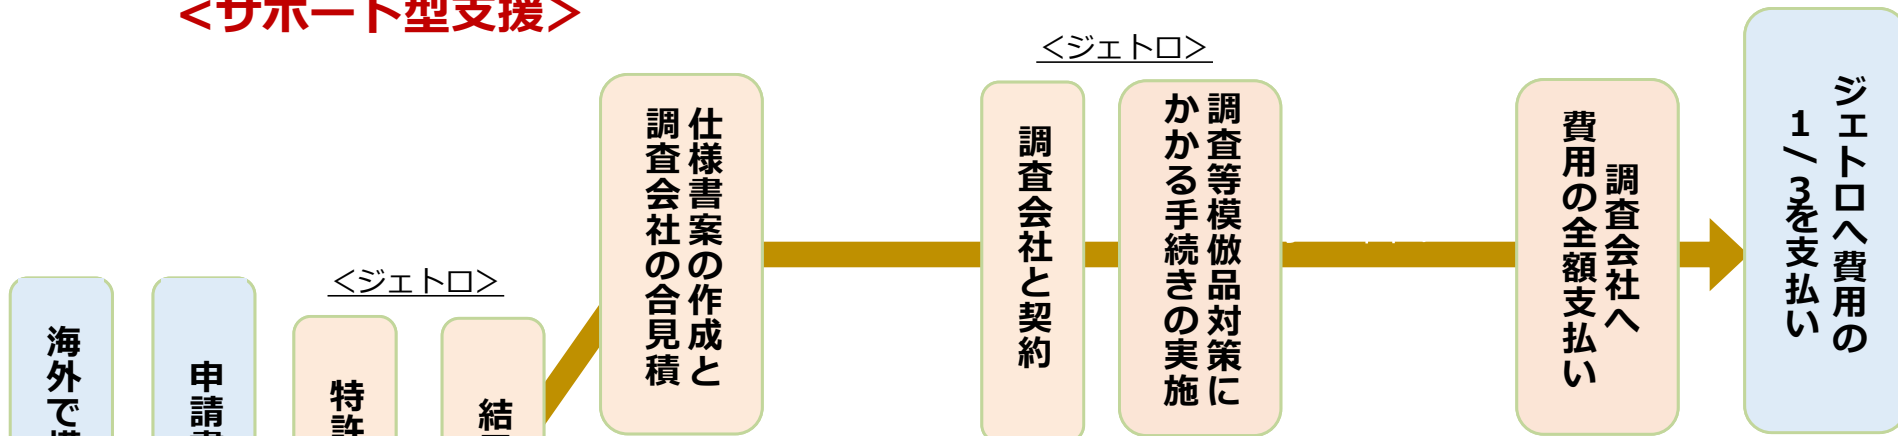 <サポート型支援>
<ジェトロ>
<ジェトロ>
海外で
申請
特
結
仕様書案の作成と
調査会社の合見積
調査会社と契約
調査等模倣品対策に
かかる手続きの実施
調査会社へ
費用の全額支払い
ジェトロへ費用の
1/3を支払い